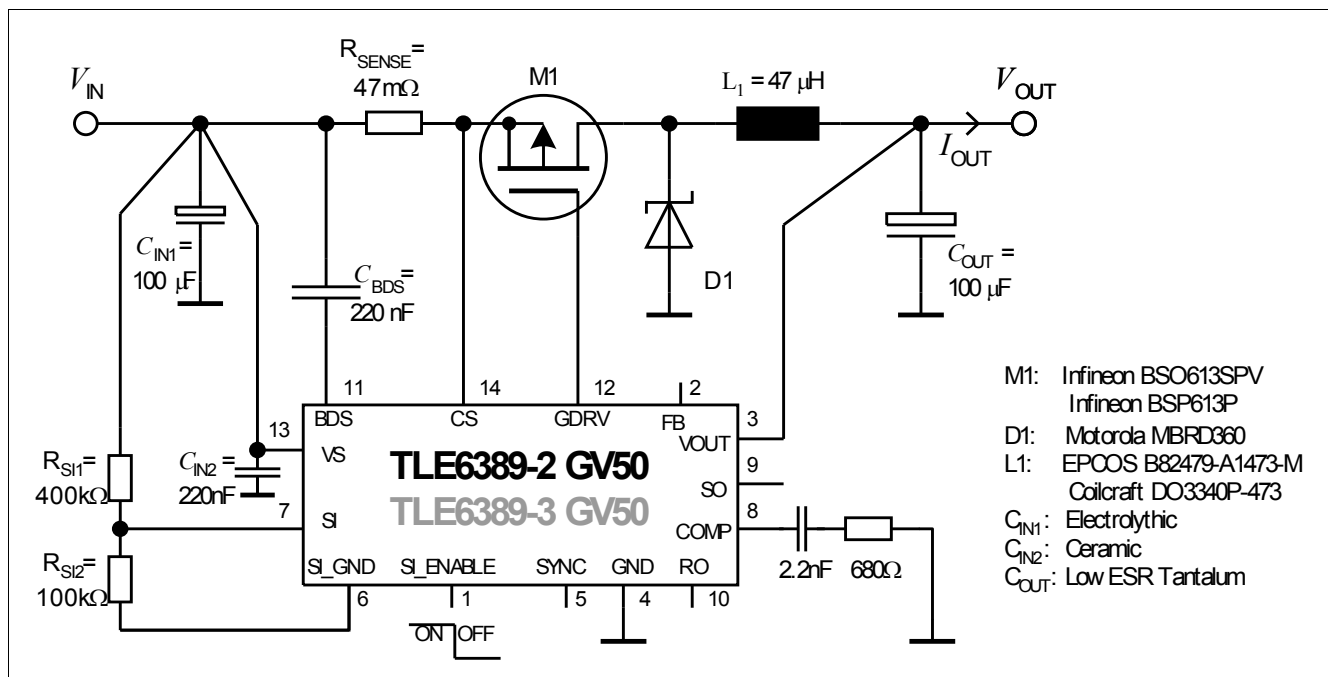 V_IN
R_SENSE=
47mΩ
M1
L₁ = 47 µH
V_OUT
I_OUT
C_IN1=
100 µF
C_BDS=
220 nF
D1
C_OUT=
100 µF
11
14
12
2
BDS
CS
GDRV
FB
3
VOUT
13
VS
C_IN2=
220nF
TLE6389-2 GV50
TLE6389-3 GV50
9
SO
R_SI1=
400kΩ
7
SI
8
COMP
2.2nF
680Ω
R_SI2=
100kΩ
SI_GND
SI_ENABLE
SYNC
GND
RO
6
1
5
4
10
ON
OFF
M1: Infineon BSO613SPV
Infineon BSP613P
D1: Motorola MBRD360
L1: EPCOS B82479-A1473-M
Coilcraft DO3340P-473
C_IN1: Electrolythic
C_IN2: Ceramic
C_OUT: Low ESR Tantalum